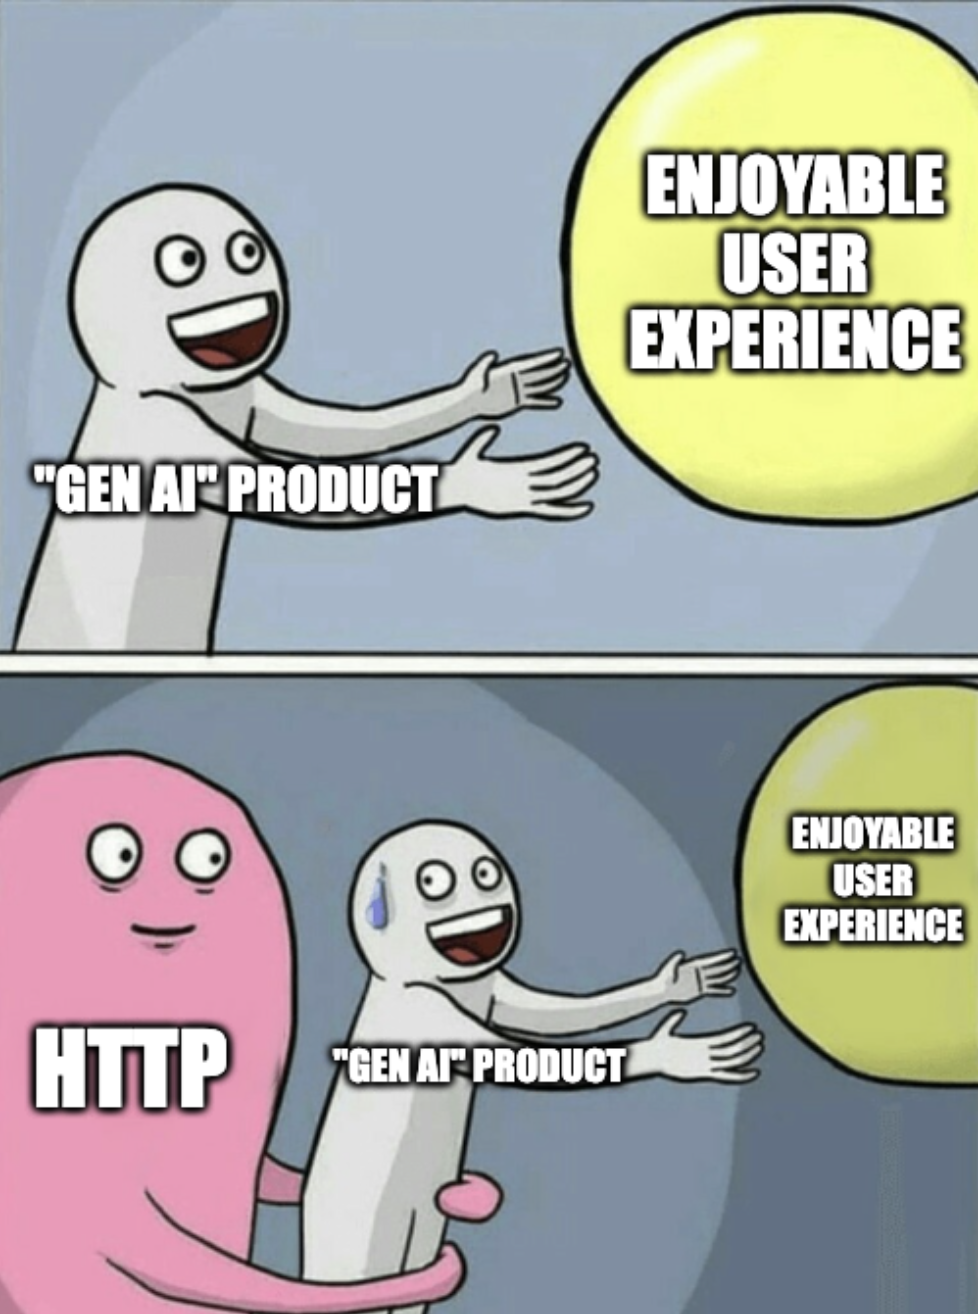 ENJOYABLE
USER
EXPERIENCE
"GEN AI" PRODUCT
ENJOYABLE
USER
EXPERIENCE
HTTP
"GEN AI" PRODUCT